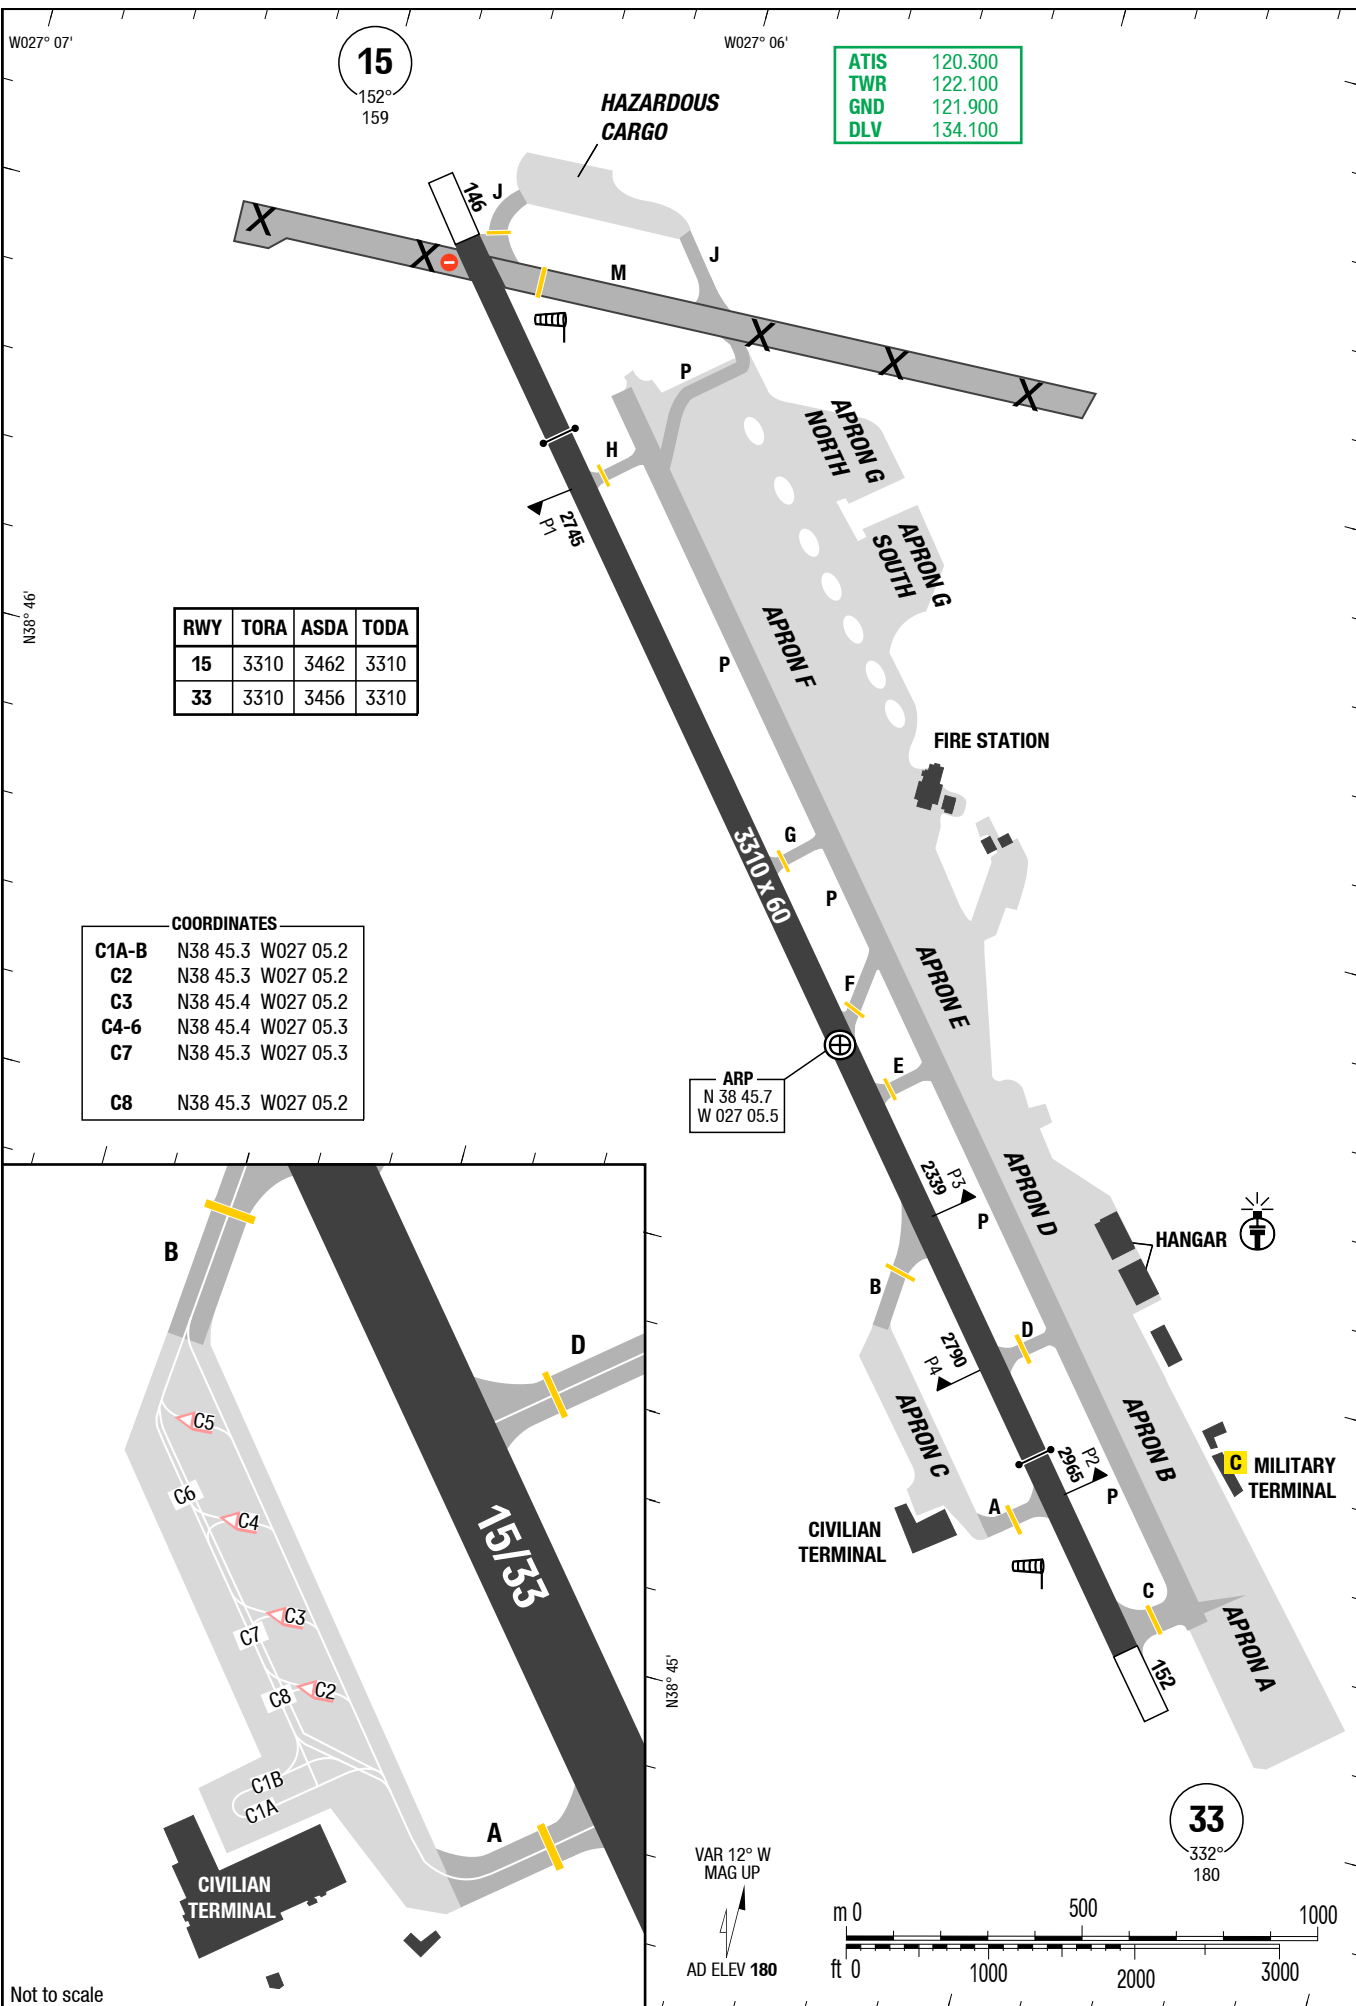 W027° 07'
15
152°
159
W027° 06'
ATIS 120.300
TWR 122.100
GND 121.900
DLV 134.100
HAZARDOUS
CARGO
146
J
J
M
P
H
APRON G
NORTH
APRON G
SOUTH
2745
P1
N38° 46'
RWY TORA ASDA TODA
15 3310 3462 3310
33 3310 3456 3310
APRON F
P
FIRE STATION
3310 x 60
G
P
COORDINATES
C1A-B N38 45.3 W027 05.2
C2 N38 45.3 W027 05.2
C3 N38 45.4 W027 05.2
C4-6 N38 45.4 W027 05.3
C7 N38 45.3 W027 05.3
C8 N38 45.3 W027 05.2
APRON E
F
E
ARP
N 38 45.7
W 027 05.5
2339
P3
P
APRON D
HANGAR
B
D
2790
P4
APRON C
APRON B
2965
P2
P
C MILITARY
TERMINAL
A
CIVILIAN
TERMINAL
C
APRON A
152
N38° 45'
B
D
C5
C6
C4
15/33
C3
C7
C8
C2
C1B
C1A
A
CIVILIAN
TERMINAL
Not to scale
33
332°
180
VAR 12° W
MAG UP
AD ELEV 180
m 0 500 1000
ft 0 1000 2000 3000